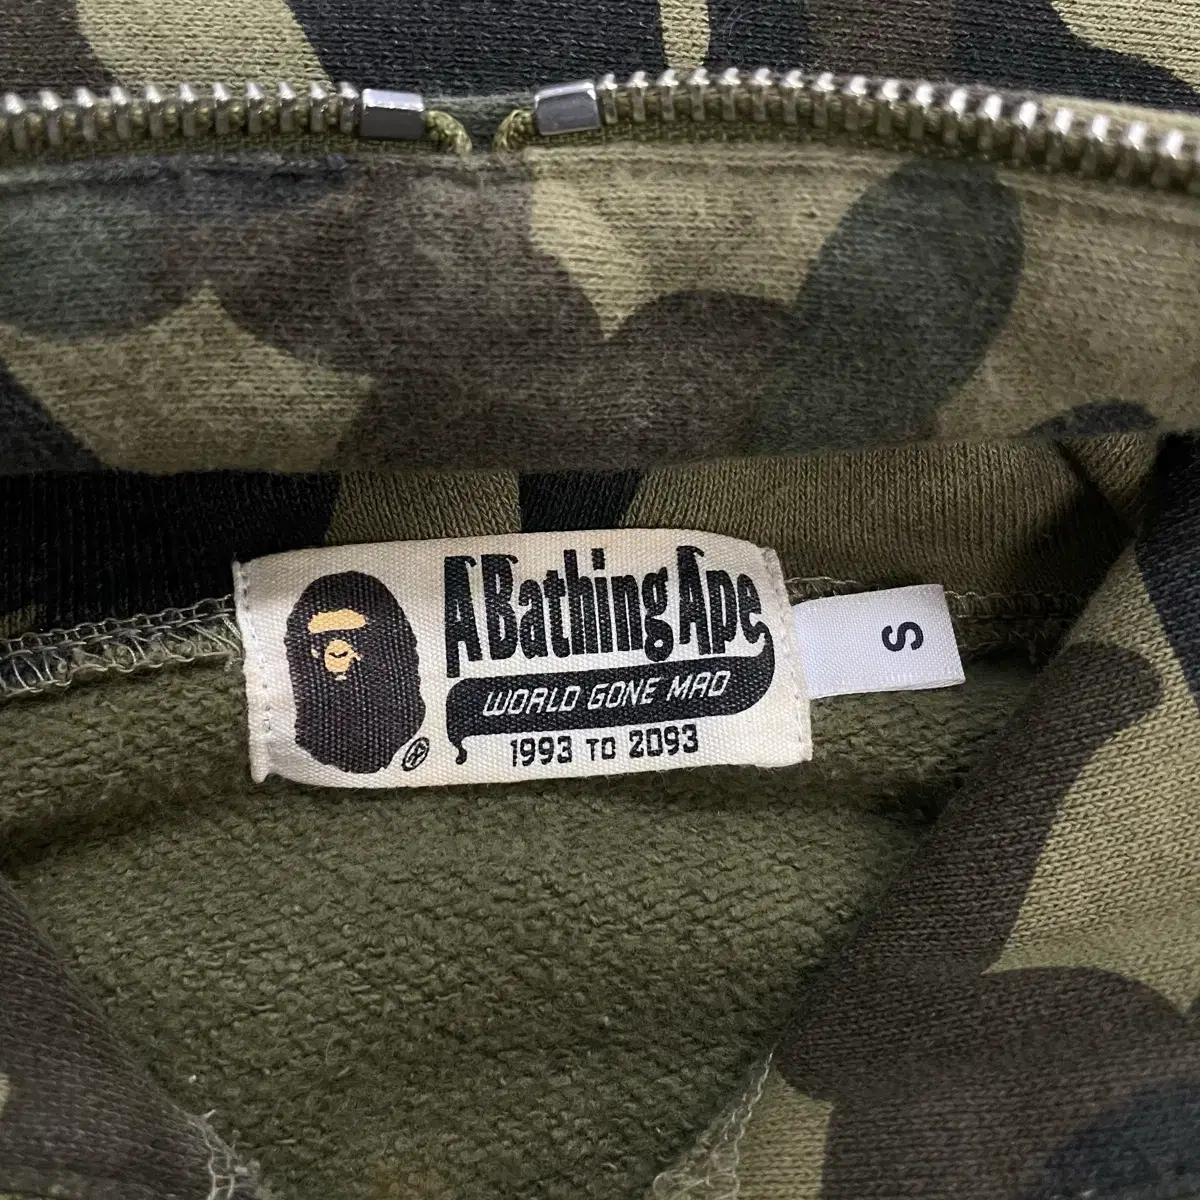 A Bathing Ape
WORLD GONE MAD
1993 TO 2093
S